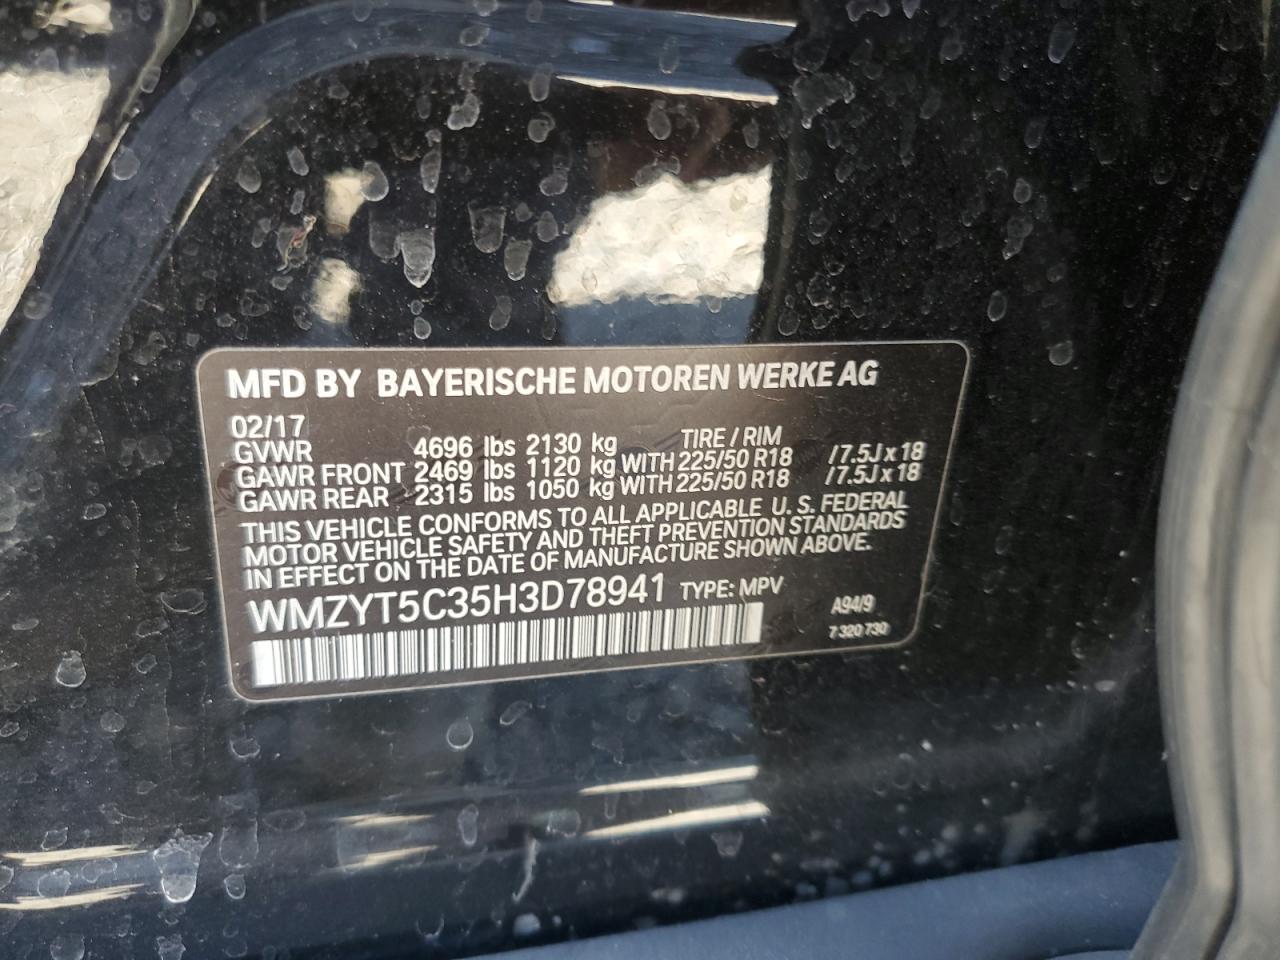 MFD BY BAYERISCHE MOTOREN WERKE AG
02/17
GVWR 4696 lbs 2130 kg TIRE / RIM
GAWR FRONT 2469 lbs 1120 kg WITH 225/50 R18 /7.5J x 18
GAWR REAR 2315 lbs 1050 kg WITH 225/50 R18 /7.5J x 18
THIS VEHICLE CONFORMS TO ALL APPLICABLE U. S. FEDERAL
MOTOR VEHICLE SAFETY AND THEFT PREVENTION STANDARDS
IN EFFECT ON THE DATE OF MANUFACTURE SHOWN ABOVE.
WMZYT5C35H3D78941 TYPE: MPV
A94/9
7 320 730